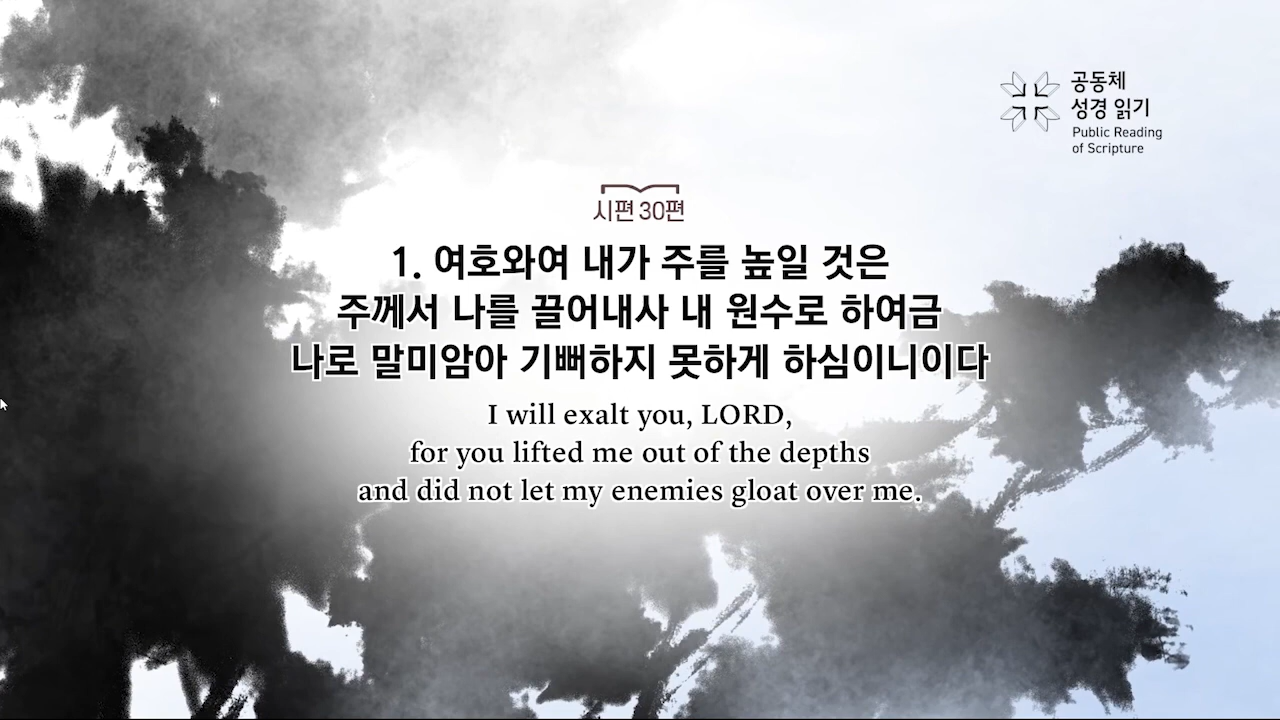 공동체
성경 읽기
Public Reading
of Scripture
시편 30편
1. 여호와여 내가 주를 높일 것은
주께서 나를 끌어내사 내 원수로 하여금
나로 말미암아 기뻐하지 못하게 하심이니이다
I will exalt you, LORD,
for you lifted me out of the depths
and did not let my enemies gloat over me.